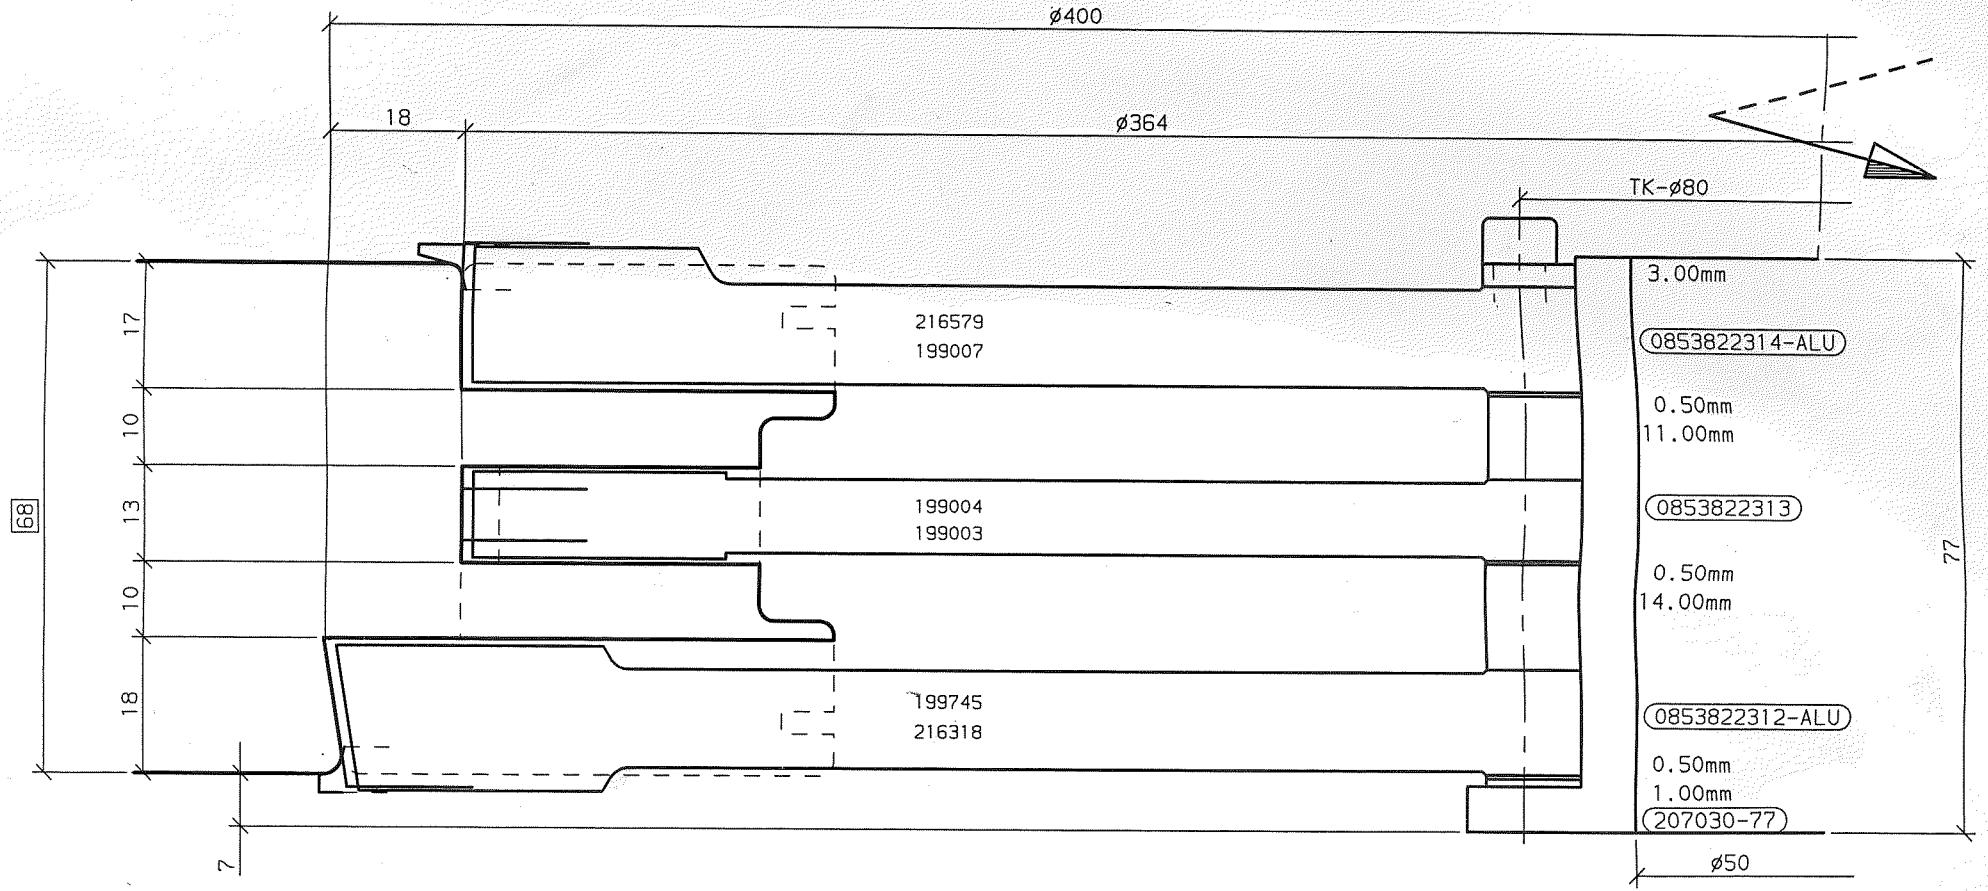 ø400
18
ø364
TK-ø80
3.00mm
17
216579
199007
0853822314-ALU
10
0.50mm
11.00mm
68
13
199004
199003
0853822313
77
10
0.50mm
14.00mm
18
199745
216318
0853822312-ALU
0.50mm
1.00mm
207030-77
7
ø50